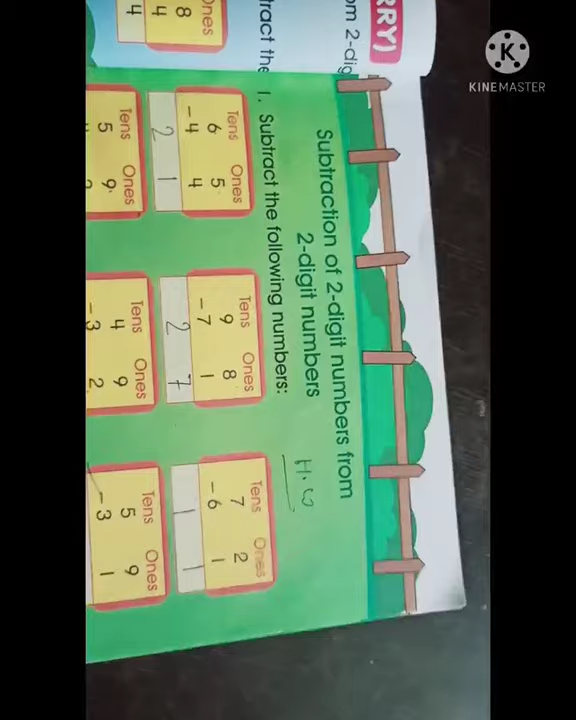 KINEMASTER
RRY)
om 2-dig
tract the
Ones
8
4
4
Subtraction of 2-digit numbers from
2-digit numbers
H.W
1. Subtract the following numbers:
Tens Ones
6 5
- 4 4
2 1
Tens Ones
9 8
- 7 1
2 7
Tens Ones
7 2
- 6 1
1 1
Tens Ones
5 9
Tens Ones
4 9
- 3 2
Tens Ones
5 9
- 3 1